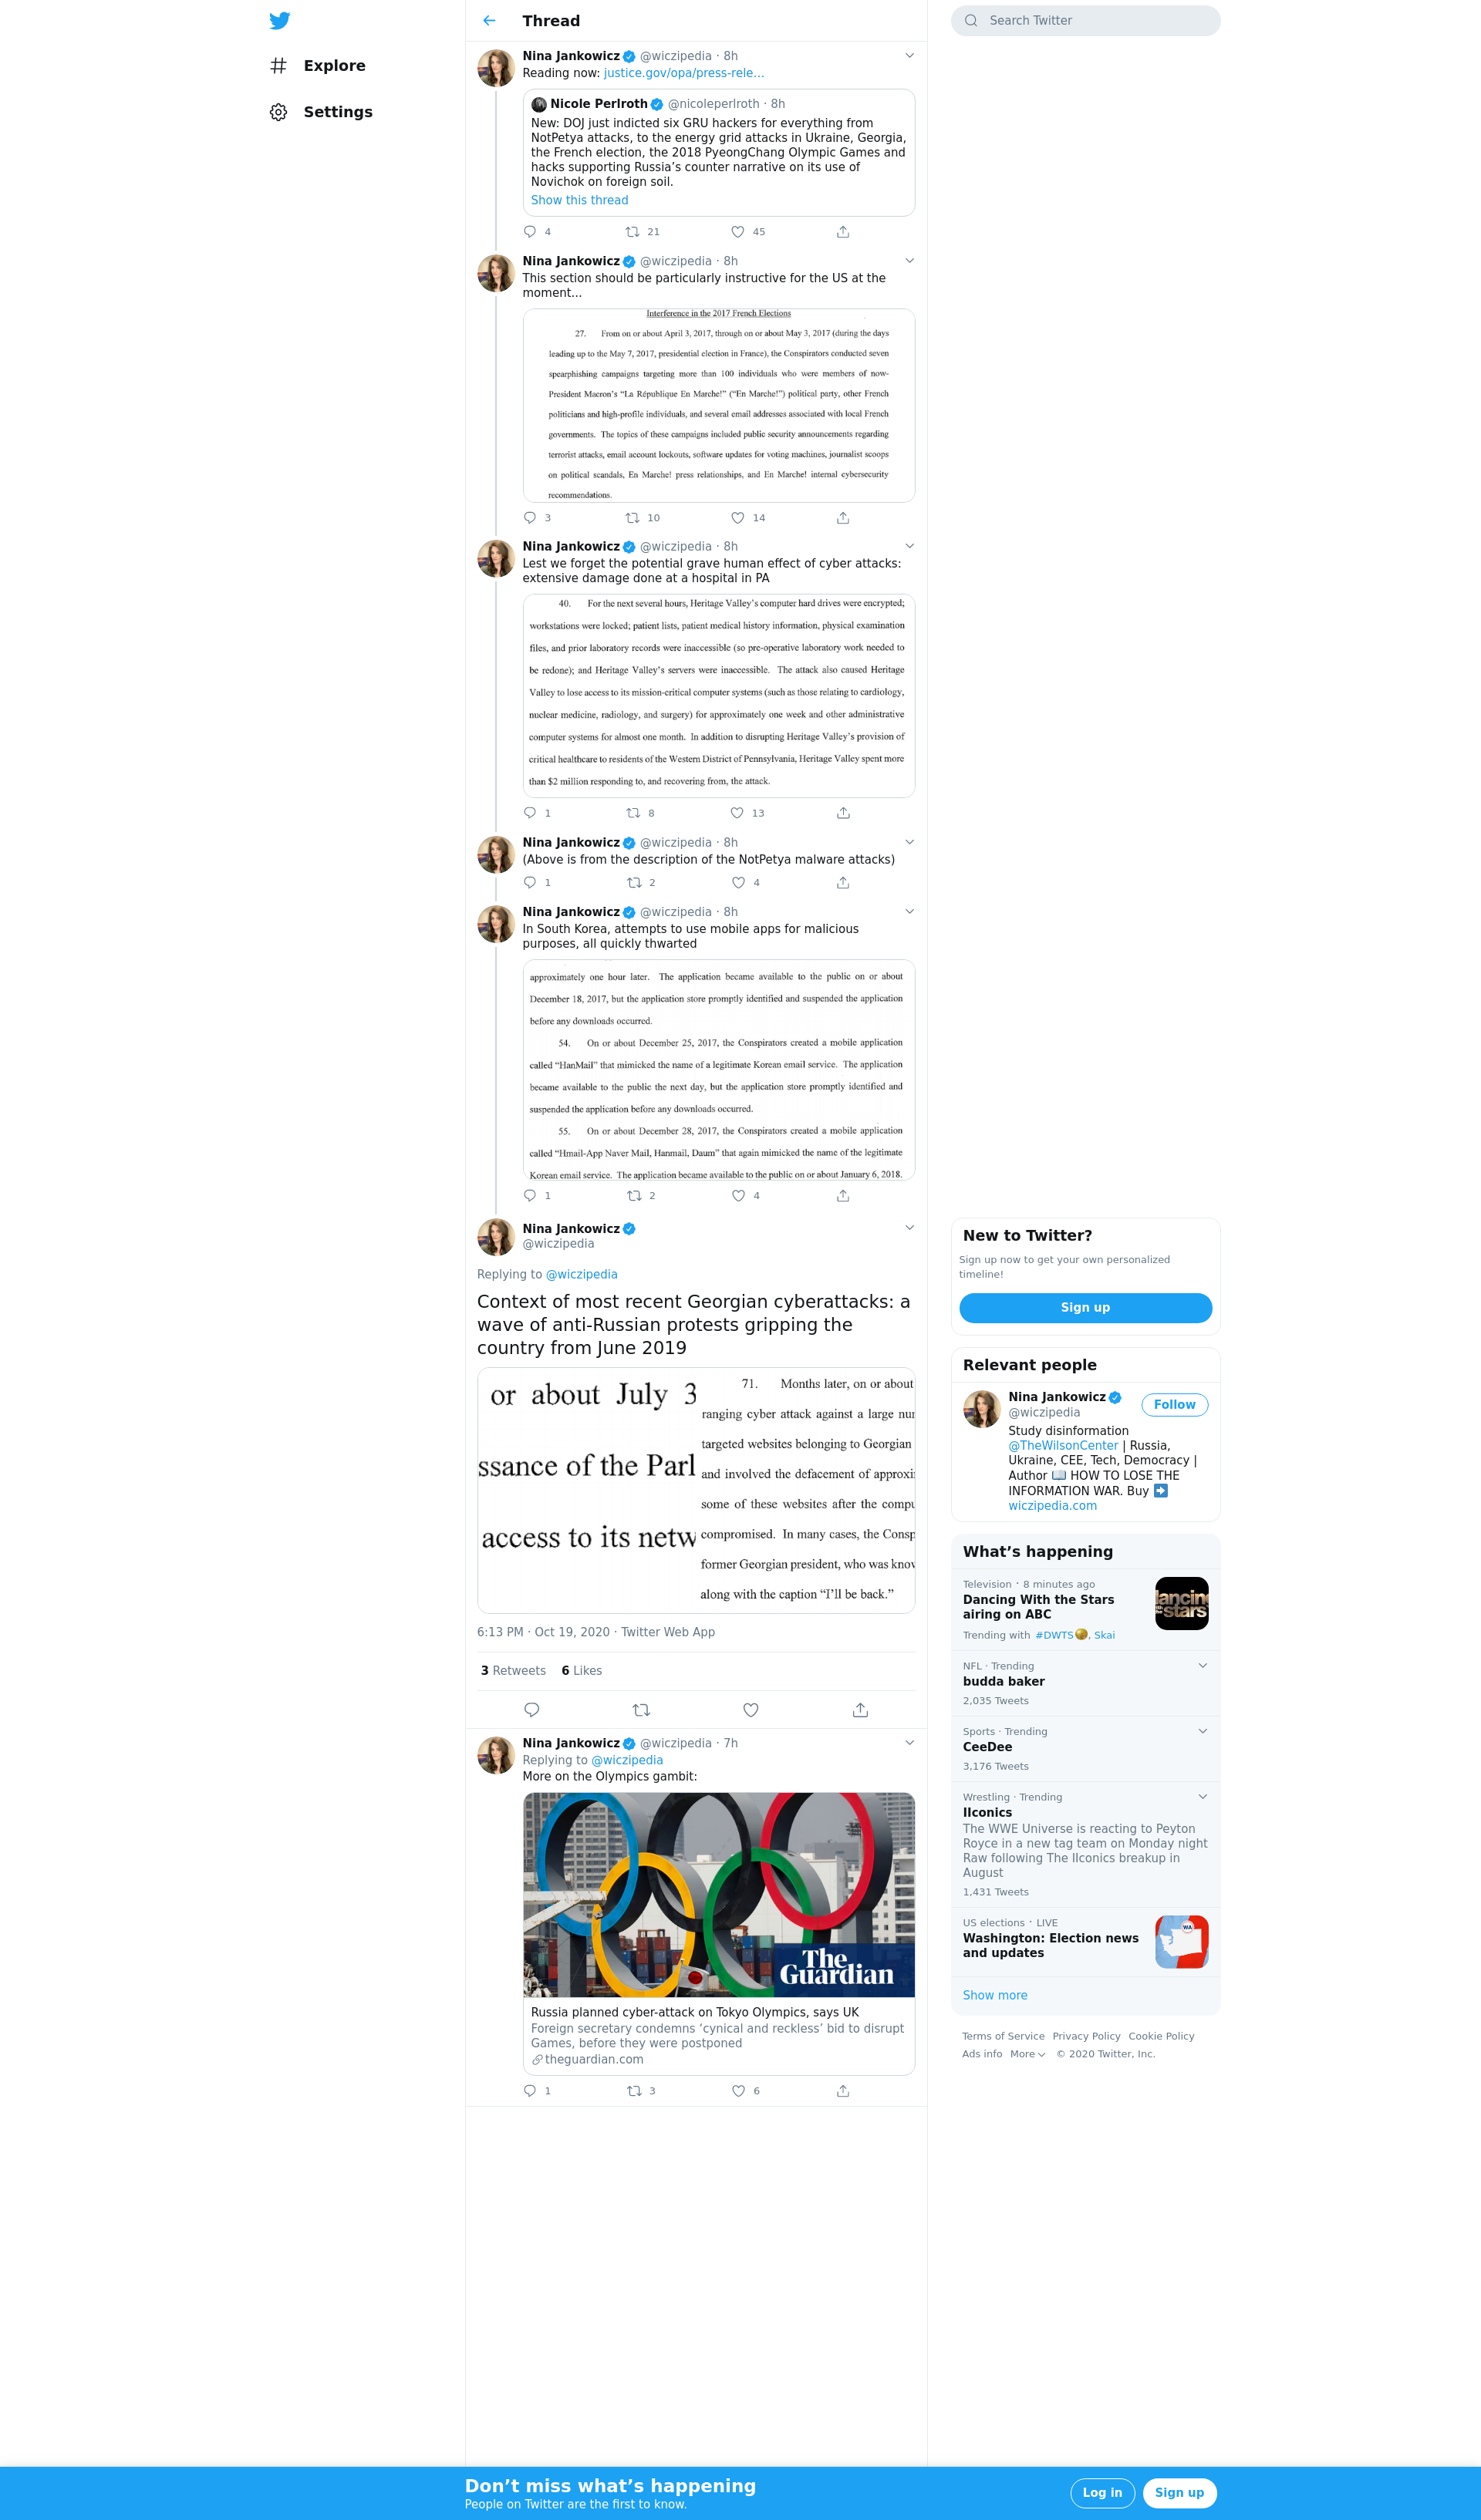 Explore
Settings
Thread
Search Twitter
Nina Jankowicz @wiczipedia · 8h
Reading now: justice.gov/opa/press-rele…
Nicole Perlroth @nicoleperlroth · 8h
New: DOJ just indicted six GRU hackers for everything from
NotPetya attacks, to the energy grid attacks in Ukraine, Georgia,
the French election, the 2018 PyeongChang Olympic Games and
hacks supporting Russia’s counter narrative on its use of
Novichok on foreign soil.
Show this thread
4 21 45
Nina Jankowicz @wiczipedia · 8h
This section should be particularly instructive for the US at the
moment...
Interference in the 2017 French Elections
27. From on or about April 3, 2017, through on or about May 3, 2017 (during the days
leading up to the May 7, 2017, presidential election in France), the Conspirators conducted seven
spearphishing campaigns targeting more than 100 individuals who were members of now-
President Macron’s “La République En Marche!” (“En Marche!”) political party, other French
politicians and high-profile individuals, and several email addresses associated with local French
governments. The topics of these campaigns included public security announcements regarding
terrorist attacks, email account lockouts, software updates for voting machines, journalist scoops
on political scandals, En Marche! press relationships, and En Marche! internal cybersecurity
recommendations.
3 10 14
Nina Jankowicz @wiczipedia · 8h
Lest we forget the potential grave human effect of cyber attacks:
extensive damage done at a hospital in PA
40. For the next several hours, Heritage Valley’s computer hard drives were encrypted;
workstations were locked; patient lists, patient medical history information, physical examination
files, and prior laboratory records were inaccessible (so pre-operative laboratory work needed to
be redone); and Heritage Valley’s servers were inaccessible. The attack also caused Heritage
Valley to lose access to its mission-critical computer systems (such as those relating to cardiology,
nuclear medicine, radiology, and surgery) for approximately one week and other administrative
computer systems for almost one month. In addition to disrupting Heritage Valley’s provision of
critical healthcare to residents of the Western District of Pennsylvania, Heritage Valley spent more
than $2 million responding to, and recovering from, the attack.
1 8 13
Nina Jankowicz @wiczipedia · 8h
(Above is from the description of the NotPetya malware attacks)
1 2 4
Nina Jankowicz @wiczipedia · 8h
In South Korea, attempts to use mobile apps for malicious
purposes, all quickly thwarted
approximately one hour later. The application became available to the public on or about
December 18, 2017, but the application store promptly identified and suspended the application
before any downloads occurred.
54. On or about December 25, 2017, the Conspirators created a mobile application
called “HanMail” that mimicked the name of a legitimate Korean email service. The application
became available to the public the next day, but the application store promptly identified and
suspended the application before any downloads occurred.
55. On or about December 28, 2017, the Conspirators created a mobile application
called “Hmail-App Naver Mail, Hanmail, Daum” that again mimicked the name of the legitimate
Korean email service. The application became available to the public on or about January 6, 2018.
1 2 4
Nina Jankowicz
@wiczipedia
Replying to @wiczipedia
Context of most recent Georgian cyberattacks: a
wave of anti-Russian protests gripping the
country from June 2019
or about July 3
ssance of the Parl
access to its netw
71. Months later, on or about
ranging cyber attack against a large nu
targeted websites belonging to Georgian
and involved the defacement of approxi
some of these websites after the compu
compromised. In many cases, the Consp
former Georgian president, who was know
along with the caption “I’ll be back.”
6:13 PM · Oct 19, 2020 · Twitter Web App
3 Retweets 6 Likes
Nina Jankowicz @wiczipedia · 7h
Replying to @wiczipedia
More on the Olympics gambit:
The
Guardian
Russia planned cyber-attack on Tokyo Olympics, says UK
Foreign secretary condemns ‘cynical and reckless’ bid to disrupt
Games, before they were postponed
theguardian.com
1 3 6
New to Twitter?
Sign up now to get your own personalized
timeline!
Sign up
Relevant people
Nina Jankowicz
@wiczipedia
Follow
Study disinformation
@TheWilsonCenter | Russia,
Ukraine, CEE, Tech, Democracy |
Author 📖 HOW TO LOSE THE
INFORMATION WAR. Buy ➡️
wiczipedia.com
What’s happening
Television · 8 minutes ago
Dancing With the Stars
airing on ABC
Trending with #DWTS, Skai
dancing
stars
NFL · Trending
budda baker
2,035 Tweets
Sports · Trending
CeeDee
3,176 Tweets
Wrestling · Trending
IIconics
The WWE Universe is reacting to Peyton
Royce in a new tag team on Monday night
Raw following The IIconics breakup in
August
1,431 Tweets
US elections · LIVE
Washington: Election news
and updates
WA
Show more
Terms of Service Privacy Policy Cookie Policy
Ads info More © 2020 Twitter, Inc.
Don’t miss what’s happening
People on Twitter are the first to know.
Log in
Sign up